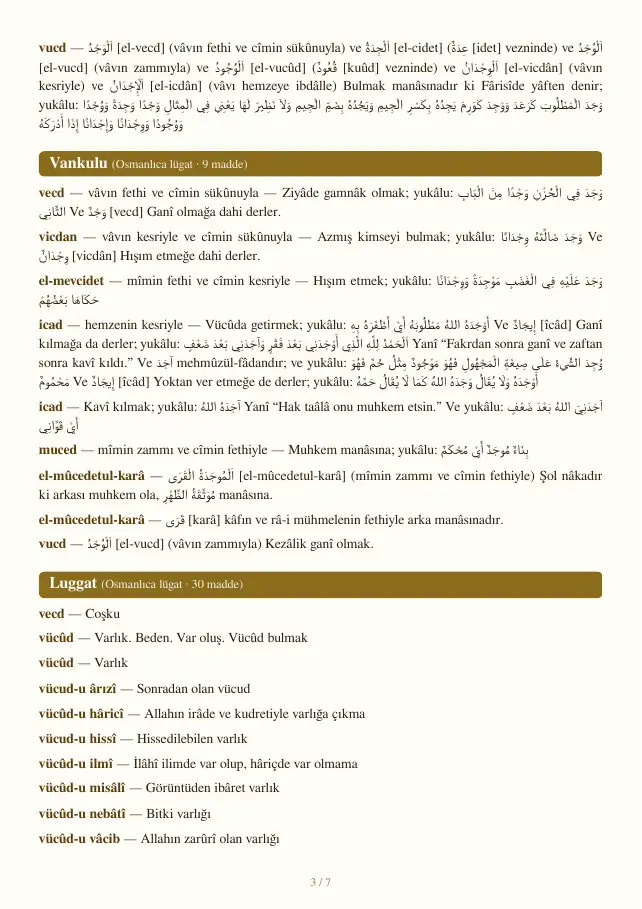 vucd — اَلْوَجْدُ [el-vecd] (vâvın fethi ve cîmin sükûnuyla) ve اَلْجِدَةُ [el-cidet] (عِدَةٌ [idet] vezninde) ve اَلْوُجْدُ
[el-vucd] (vâvın zammıyla) ve اَلْوُجُودُ [el-vucûd] (قُعُودٌ [kuûd] vezninde) ve اَلْوِجْدَانُ [el-vicdân] (vâvın
kesriyle) ve اَلْإِجْدَانُ [el-icdân] (vâvı hemzeye ibdâlle) Bulmak manâsınadır ki Fârisîde yâften denir;
yukâlu: وَجَدَ الْمَطْلُوبَ كَوَعَدَ وَوَجِدَ كَوَرِمَ يَجِدُهُ بِكَسْرِ الْجِيمِ وَيَجُدُهُ بِضَمِّ الْجِيمِ وَلَا نَظِيرَ لَهَا يَعْنِي فِي الْمِثَالِ وَجْدًا وَجِدَةً وَوُجْدًا
وَوُجُودًا وَوِجْدَانًا وَإِجْدَانًا إِذَا أَدْرَكَهُ
Vankulu (Osmanlıca lügat · 9 madde)
vecd — vâvın fethi ve cîmin sükûnuyla — Ziyâde gamnâk olmak; yukâlu: وَجَدَ فِي الْحُزْنِ وَجْدًا مِنَ الْبَابِ
الثَّانِي Ve وَجْدٌ [vecd] Ganî olmağa dahi derler.
vicdan — vâvın kesriyle ve cîmin sükûnuyla — Azmış kimseyi bulmak; yukâlu: وَجَدَ ضَالَّتَهُ وِجْدَانًا Ve
وِجْدَانٌ [vicdân] Hışım etmeğe dahi derler.
el-mevcídet — mîmin fethi ve cîmin kesriyle — Hışım etmek; yukâlu: وَجَدَ عَلَيْهِ فِي الْغَضَبِ مَوْجِدَةً وَوِجْدَانًا
حَكَاهَا بَعْضُهُمْ
icad — hemzenin kesriyle — Vücûda getirmek; yukâlu: أَوْجَدَهُ اللهُ مَطْلُوبَهُ أَيْ أَظْفَرَهُ بِهِ Ve إِيجَادٌ [îcâd] Ganî
kılmağa da derler; yukâlu: اَلْحَمْدُ لِلَّهِ الَّذِي أَوْجَدَنِي بَعْدَ فَقْرٍ وَآجَدَنِي بَعْدَ ضَعْفٍ Yanî “Fakrdan sonra ganî ve zaftan
sonra kavî kıldı.” Ve آجَدَ mehmûzül-fâdandır; ve yukâlu: وُجِدَ الشَّيْءُ عَلَى صِيغَةِ الْمَجْهُولِ فَهُوَ مَوْجُودٌ مِثْلُ حُمَّ فَهُوَ
مَحْمُومٌ Ve إِيجَادٌ [îcâd] Yoktan ver etmeğe de derler; yukâlu: أَوْجَدَهُ وَلَا يُقَالُ وَجَدَهُ اللهُ كَمَا لَا يُقَالُ حَمَّهُ
icad — Kavî kılmak; yukâlu: آجَدَهُ اللهُ Yanî “Hak taâlâ onu muhkem etsin.” Ve yukâlu: آجَدَنِيَ اللهُ بَعْدَ ضَعْفٍ
أَيْ قَوَّانِي
muced — mîmin zammı ve cîmin fethiyle — Muhkem manâsına; yukâlu: بِنَاءٌ مُوجَدٌ أَيْ مُحْكَمٌ
el-mûcedetul-karâ — اَلْمُوجَدَةُ الْقَرَى [el-mûcedetul-karâ] (mîmin zammı ve cîmin fethiyle) Şol nâkadır
ki arkası muhkem ola, مُوَثَّقَةُ الظَّهْرِ manâsına.
el-mûcedetul-karâ — قَرَى [karâ] kâfın ve râ-i mühmelenin fethiyle arka manâsınadır.
vucd — اَلْوُجْدُ [el-vucd] (vâvın zammıyla) Kezâlik ganî olmak.
Luggat (Osmanlıca lügat · 30 madde)
vecd — Coşku
vücûd — Varlık. Beden. Var oluş. Vücûd bulmak
vücûd — Varlık
vücud-u ârızî — Sonradan olan vücud
vücûd-u hâricî — Allahın irâde ve kudretiyle varlığa çıkma
vücud-u hissî — Hissedilebilen varlık
vücûd-u ilmî — İlâhî ilimde var olup, hâriçde var olmama
vücûd-u misâlî — Görüntüden ibâret varlık
vücûd-u nebâtî — Bitki varlığı
vücûd-u vâcib — Allahın zarûrî olan varlığı
3 / 7